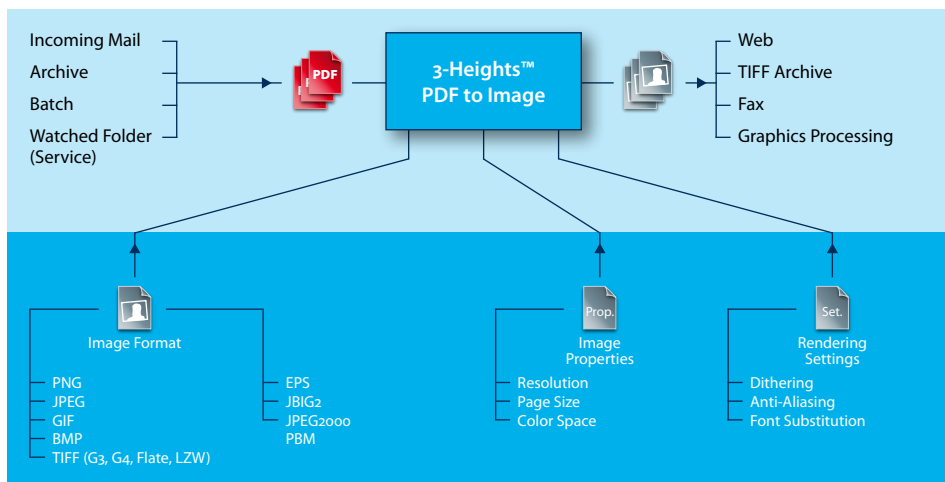 Incoming Mail
Archive
Batch
Watched Folder
(Service)
PDF
3-Heights™
PDF to Image
Web
TIFF Archive
Fax
Graphics Processing
Image Format
PNG
JPEG
GIF
BMP
TIFF (G3, G4, Flate, LZW)
EPS
JBIG2
JPEG2000
PBM
Prop.
Image
Properties
Resolution
Page Size
Color Space
Set.
Rendering
Settings
Dithering
Anti-Aliasing
Font Substitution